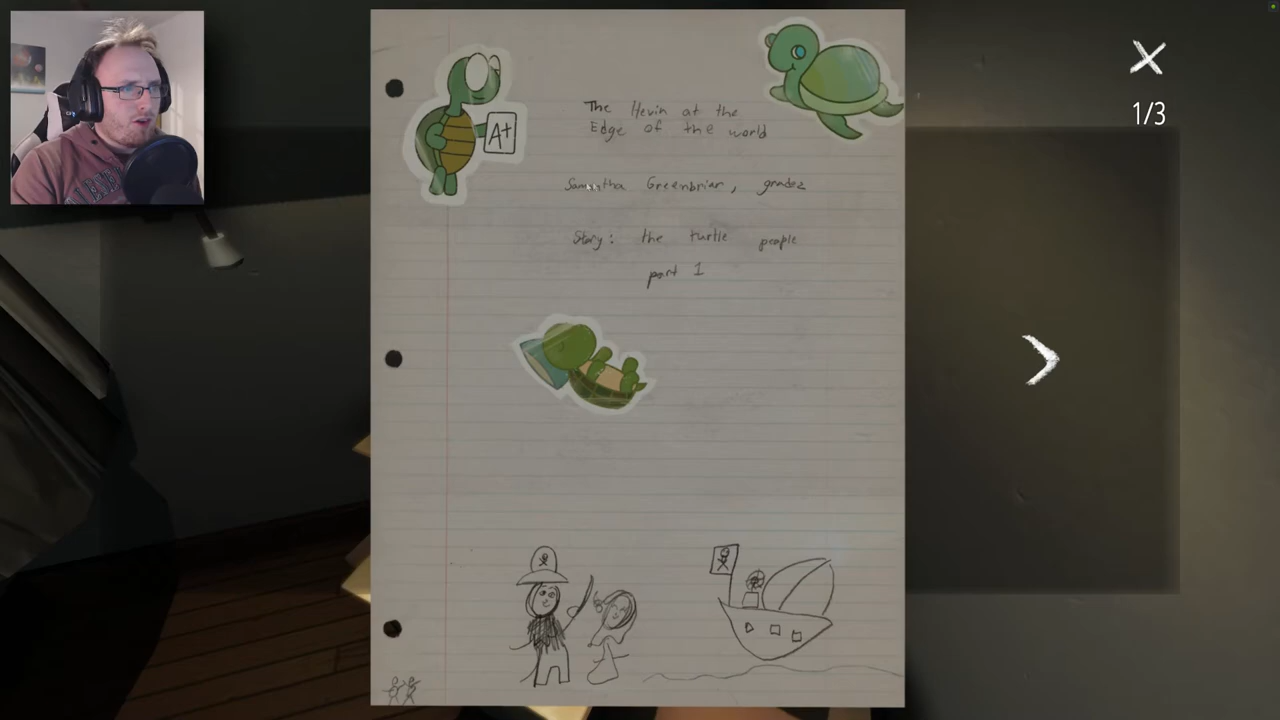 The Hevin at the
Edge of the world
Samantha Greenbriar, grade2
Story: the turtle people
part 1
A+
1/3